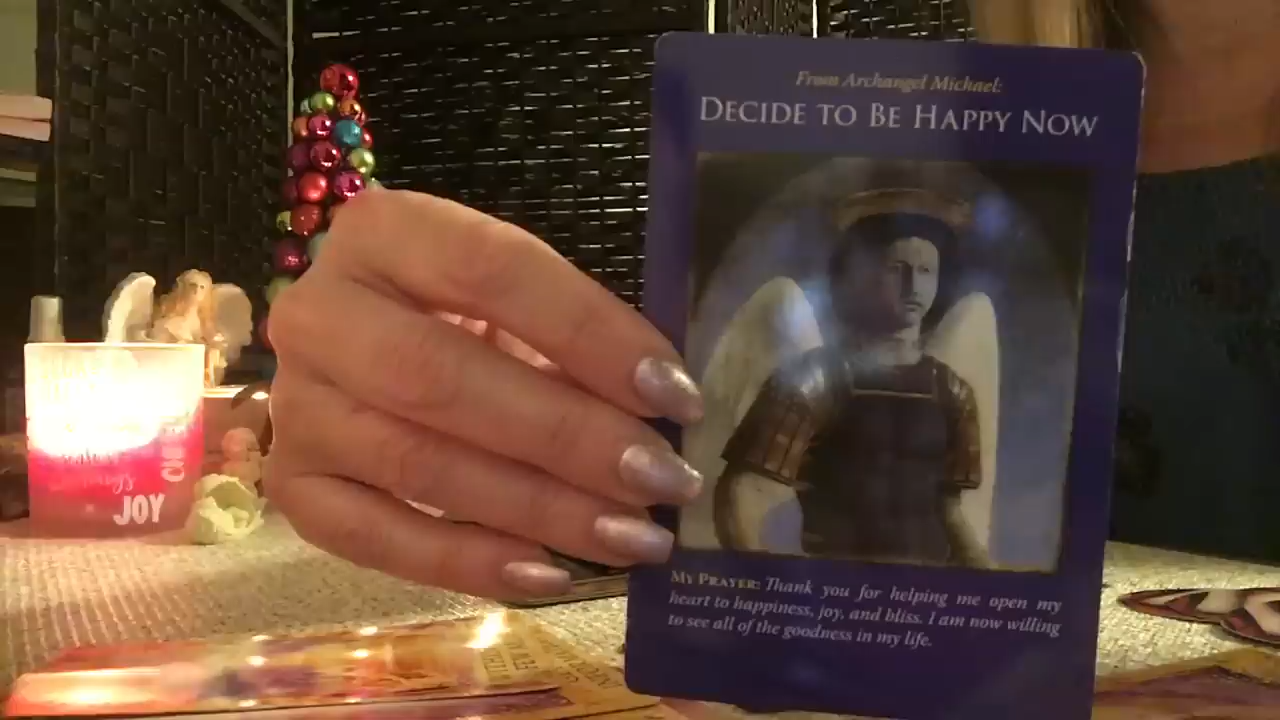 From Archangel Michael:
DECIDE TO BE HAPPY NOW
MY PRAYER: Thank you for helping me open my
heart to happiness, joy, and bliss. I am now willing
to see all of the goodness in my life.
JOY